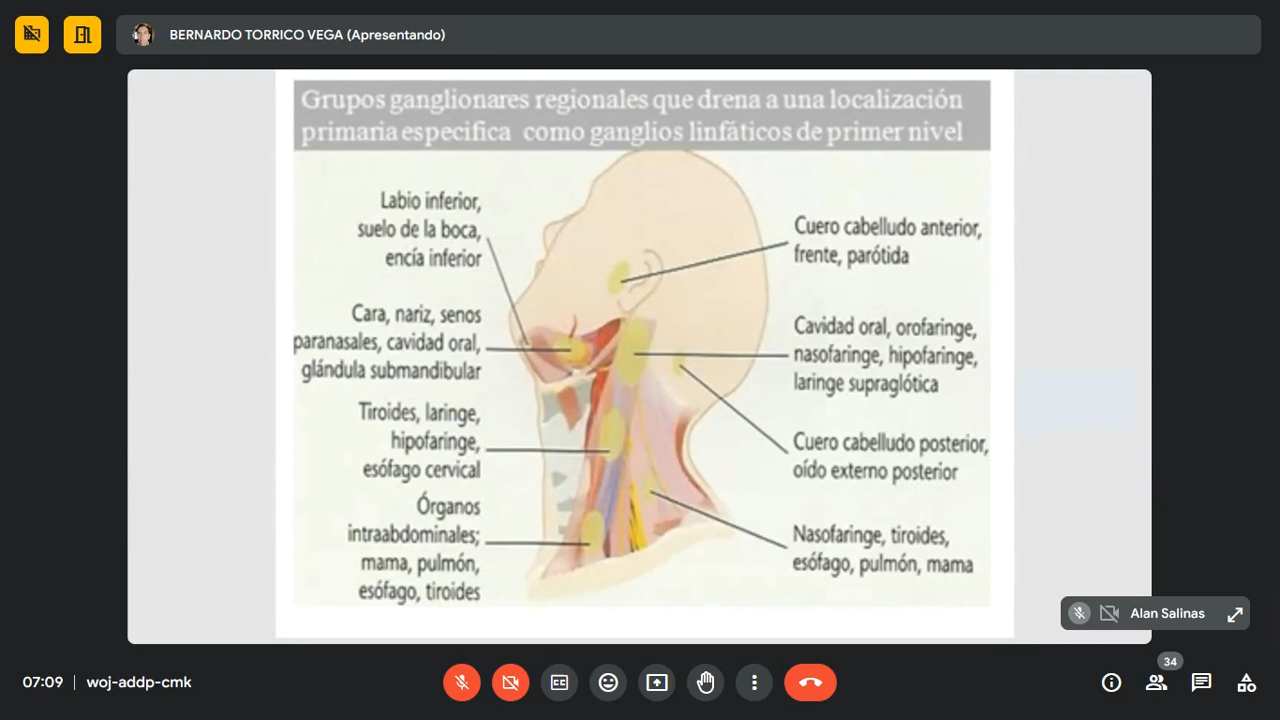 BERNARDO TORRICO VEGA (Apresentando)
Grupos ganglionares regionales que drena a una localización
primaria especifica como ganglios linfáticos de primer nivel
Labio inferior,
suelo de la boca,
encía inferior
Cara, nariz, senos
paranasales, cavidad oral,
glándula submandibular
Tiroides, laringe,
hipofaringe,
esófago cervical
Órganos
intraabdominales;
mama, pulmón,
esófago, tiroides
Cuero cabelludo anterior,
frente, parótida
Cavidad oral, orofaringe,
nasofaringe, hipofaringe,
laringe supraglótica
Cuero cabelludo posterior,
oído externo posterior
Nasofaringe, tiroides,
esófago, pulmón, mama
Alan Salinas
07:09 | woj-addp-cmk
34